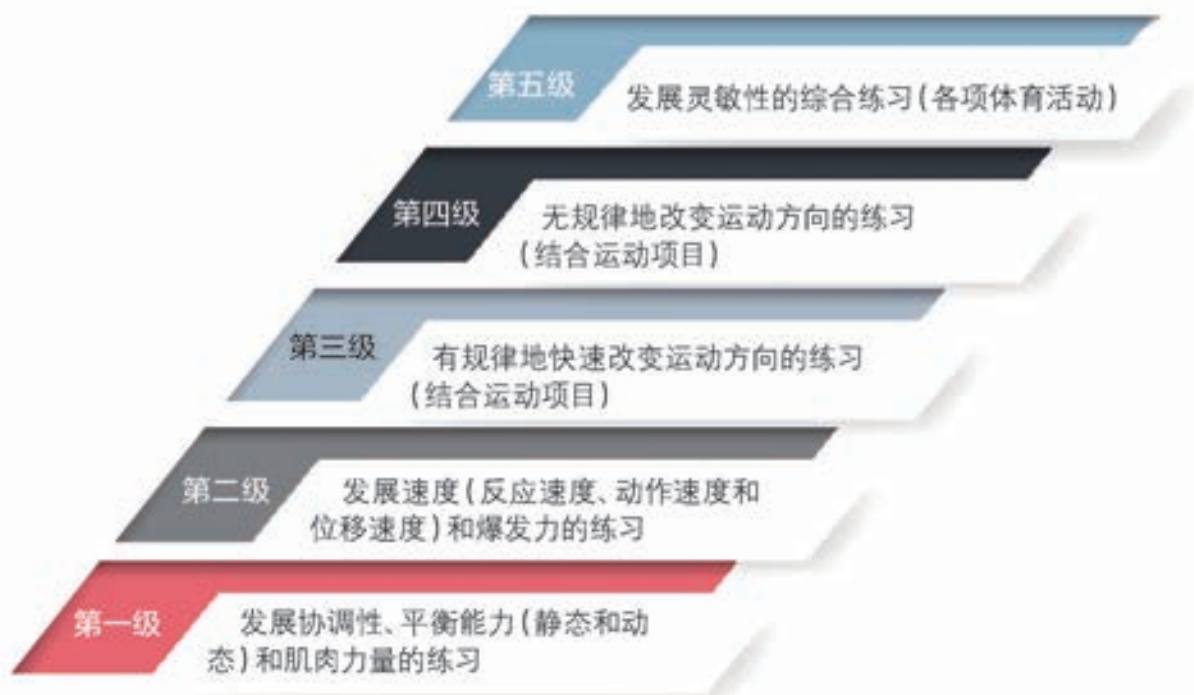 第五级
发展灵敏性的综合练习(各项体育活动)
第四级
无规律地改变运动方向的练习
(结合运动项目)
第三级
有规律地快速改变运动方向的练习
(结合运动项目)
第二级
发展速度(反应速度、动作速度和
位移速度)和爆发力的练习
第一级
发展协调性、平衡能力(静态和动
态)和肌肉力量的练习